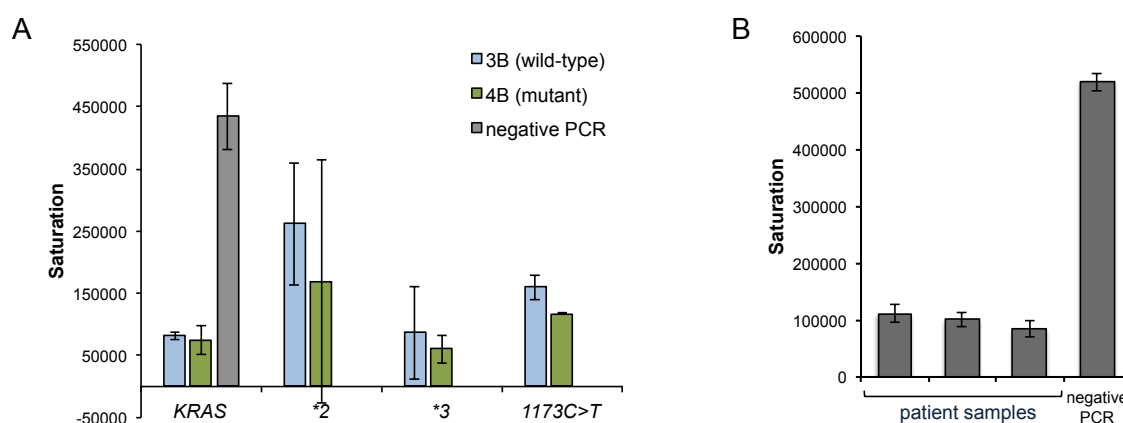 A
550000
450000
350000
250000
150000
50000
-50000
Saturation
3B (wild-type)
4B (mutant)
negative PCR
KRAS
*2
*3
1173C>T
B
600000
500000
400000
300000
200000
100000
0
Saturation
patient samples
negative
PCR